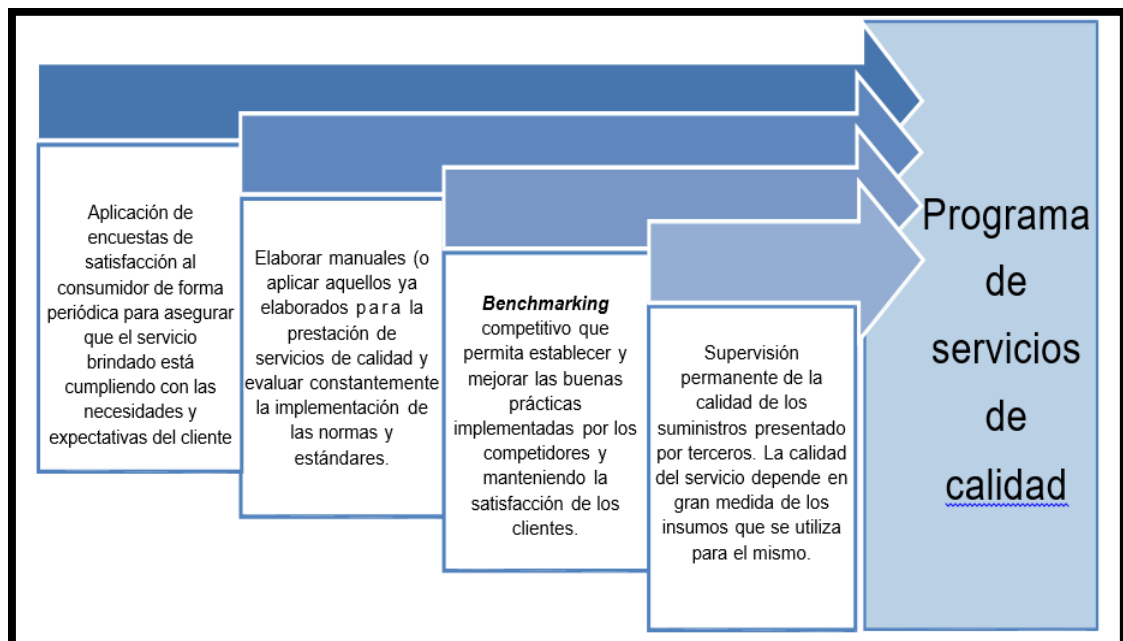 Aplicación de
encuestas de
satisfacción al
consumidor de forma
periódica para asegurar
que el servicio
brindado está
cumpliendo con las
necesidades y
expectativas del cliente
Elaborar manuales (o
aplicar aquellos ya
elaborados para la
prestación de
servicios de calidad y
evaluar constantemente
la implementación de
las normas y
estándares.
Benchmarking
competitivo que
permita establecer y
mejorar las buenas
prácticas
implementadas por los
competidores y
manteniendo la
satisfacción de los
clientes.
Supervisión
permanente de la
calidad de los
suministros presentado
por terceros. La calidad
del servicio depende en
gran medida de los
insumos que se utiliza
para el mismo.
Programa
de
servicios
de
calidad